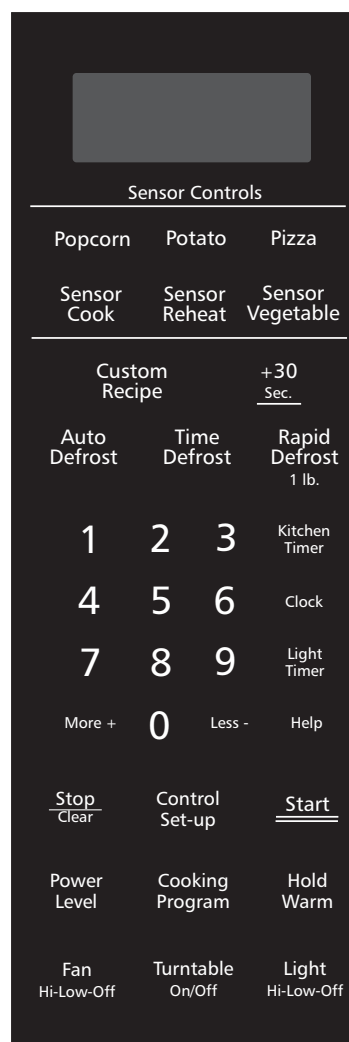 Sensor Controls
Popcorn Potato Pizza
Sensor Cook Sensor Reheat Sensor Vegetable
Custom Recipe +30 Sec.
Auto Defrost Time Defrost Rapid Defrost 1 lb.
1 2 3 Kitchen Timer
4 5 6 Clock
7 8 9 Light Timer
More + 0 Less - Help
Stop Clear Control Set-up Start
Power Level Cooking Program Hold Warm
Fan Hi-Low-Off Turntable On/Off Light Hi-Low-Off